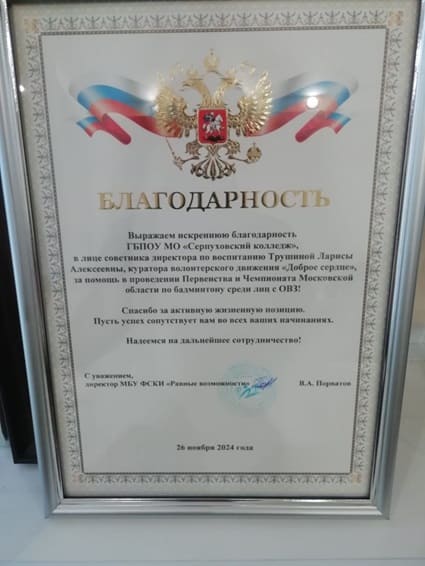 БЛАГОДАРНОСТЬ
Выражаем искреннюю благодарность
ГБПОУ МО «Серпуховский колледж»,
в лице советника директора по воспитанию Трушиной Ларисы
Алексеевны, куратора волонтерского движения «Доброе сердце»,
за помощь в проведении Первенства и Чемпионата Московской
области по бадминтону среди лиц с ОВЗ!
Спасибо за активную жизненную позицию.
Пусть успех сопутствует вам во всех ваших начинаниях.
Надеемся на дальнейшее сотрудничество!
С уважением,
директор МБУ ФСКИ «Равные возможности»
В.А. Порватов
26 ноября 2024 года